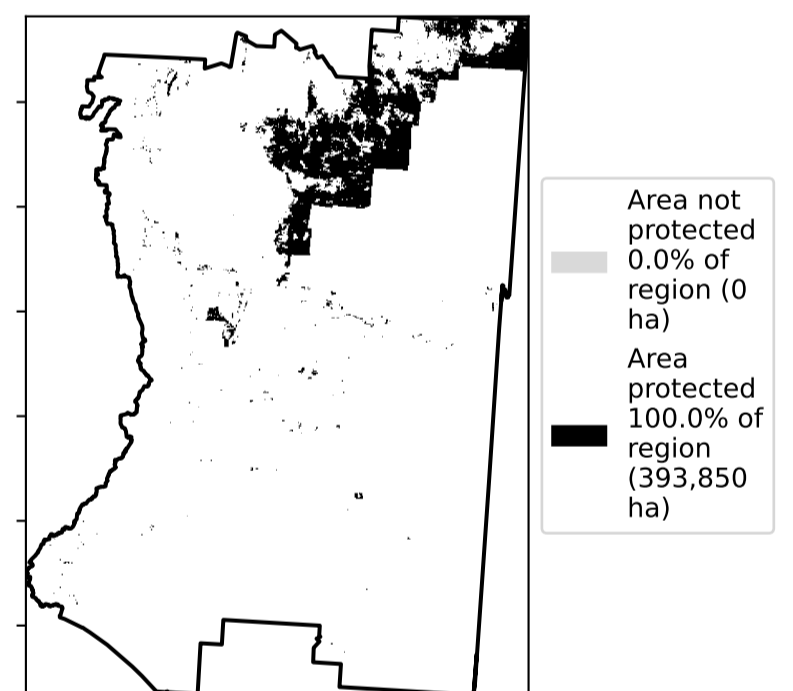 Area not
protected
0.0% of
region (0
ha)
Area
protected
100.0% of
region
(393,850
ha)